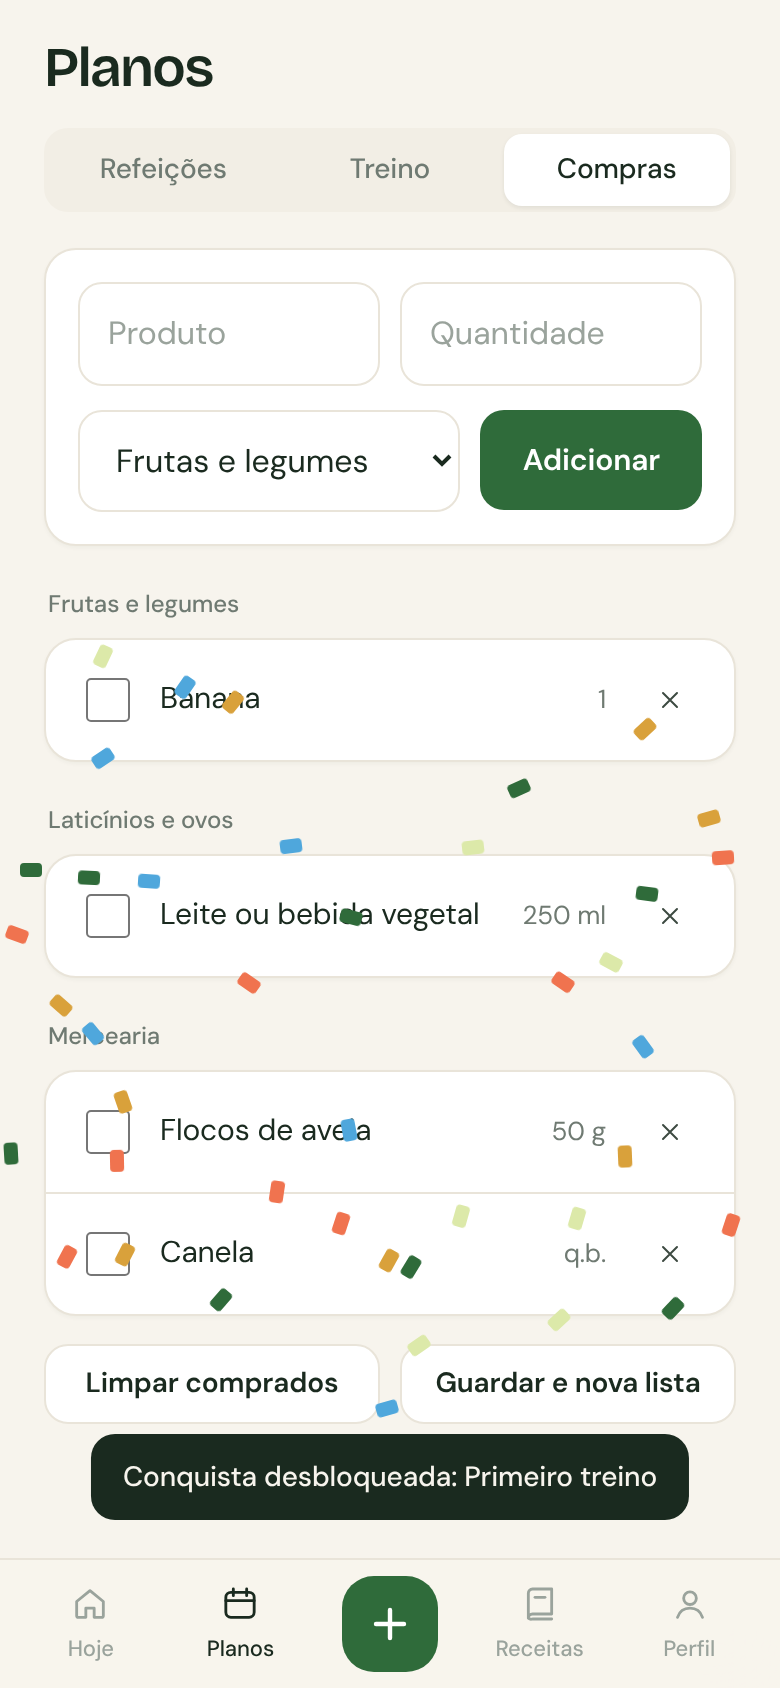 Planos
Refeições Treino Compras
Produto Quantidade
Frutas e legumes Adicionar
Frutas e legumes
Banana 1
Laticínios e ovos
Leite ou bebida vegetal 250 ml
Mercearia
Flocos de aveia 50 g
Canela q.b.
Limpar comprados Guardar e nova lista
Conquista desbloqueada: Primeiro treino
Hoje Planos Receitas Perfil